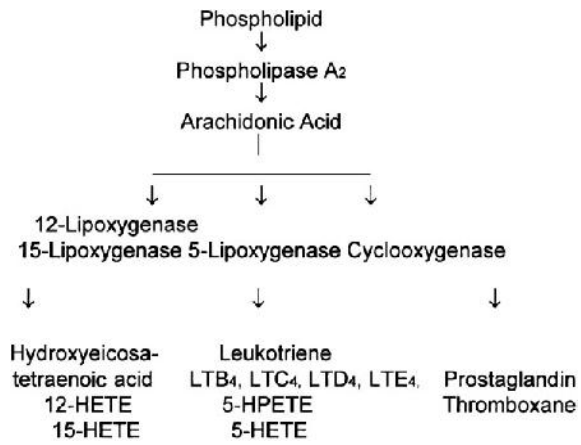 Phospholipid
Phospholipase A2
Arachidonic Acid
12-Lipoxygenase
15-Lipoxygenase 5-Lipoxygenase Cyclooxygenase
Hydroxyeicosa-
tetraenoic acid
12-HETE
15-HETE
Leukotriene
LTB4, LTC4, LTD4, LTE4,
5-HPETE
5-HETE
Prostaglandin
Thromboxane